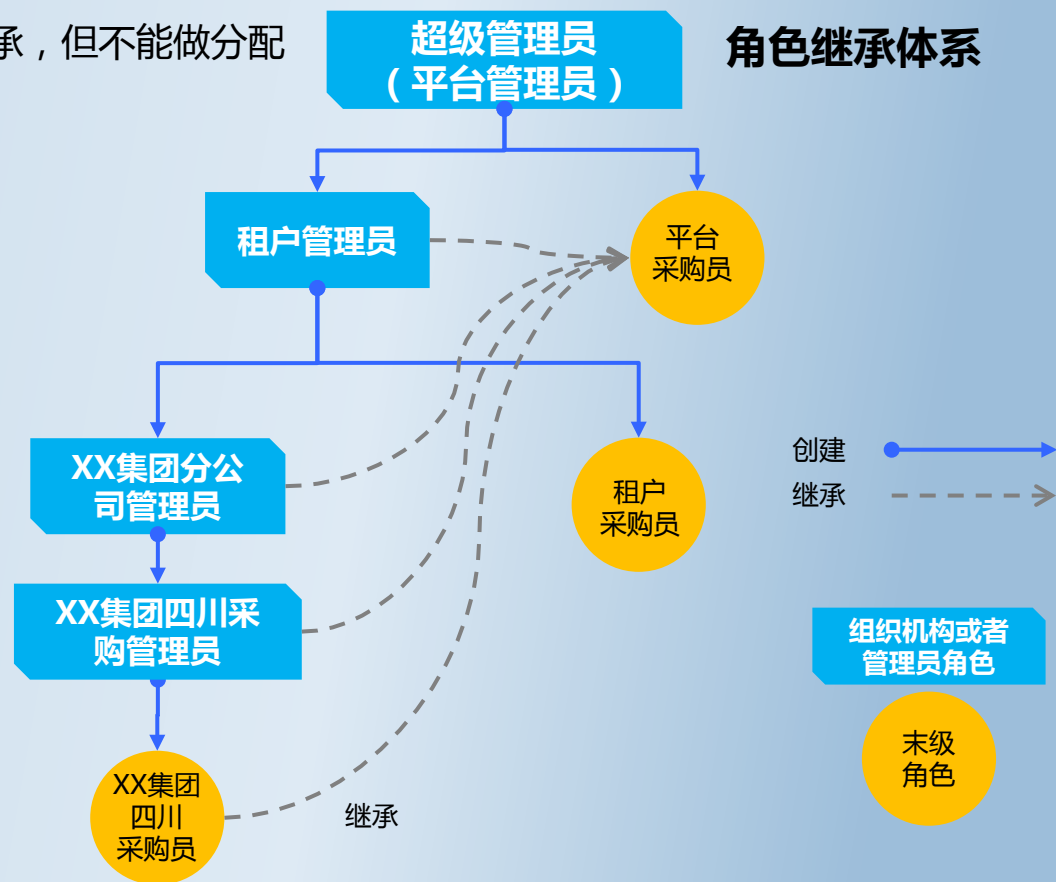 承，但不能做分配
超级管理员
（平台管理员）
角色继承体系
租户管理员
平台
采购员
XX集团分公
司管理员
租户
采购员
创建
继承
XX集团四川采
购管理员
组织机构或者
管理员角色
末级
角色
XX集团
四川
采购员
继承